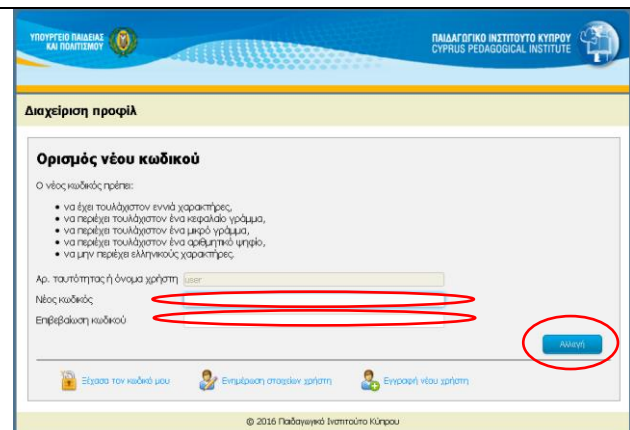 ΥΠΟΥΡΓΕΙΟ ΠΑΙΔΕΙΑΣ
ΚΑΙ ΠΟΛΙΤΙΣΜΟΥ
ΠΑΙΔΑΓΩΓΙΚΟ ΙΝΣΤΙΤΟΥΤΟ ΚΥΠΡΟΥ
CYPRUS PEDAGOGICAL INSTITUTE
Διαχείριση προφίλ
Ορισμός νέου κωδικού
Ο νέος κωδικός πρέπει:
• να έχει τουλάχιστον εννιά χαρακτήρες,
• να περιέχει τουλάχιστον ένα κεφαλαίο γράμμα,
• να περιέχει τουλάχιστον ένα μικρό γράμμα,
• να περιέχει τουλάχιστον ένα αριθμητικό ψηφίο,
• να μην περιέχει ελληνικούς χαρακτήρες.
Αρ. ταυτότητας ή όνομα χρήστη user
Νέος κωδικός
Επιβεβαίωση κωδικού
Αλλαγή
Ξέχασα τον κωδικό μου Ενημέρωση στοιχείων χρήστη Εγγραφή νέου χρήστη
© 2016 Παιδαγωγικό Ινστιτούτο Κύπρου